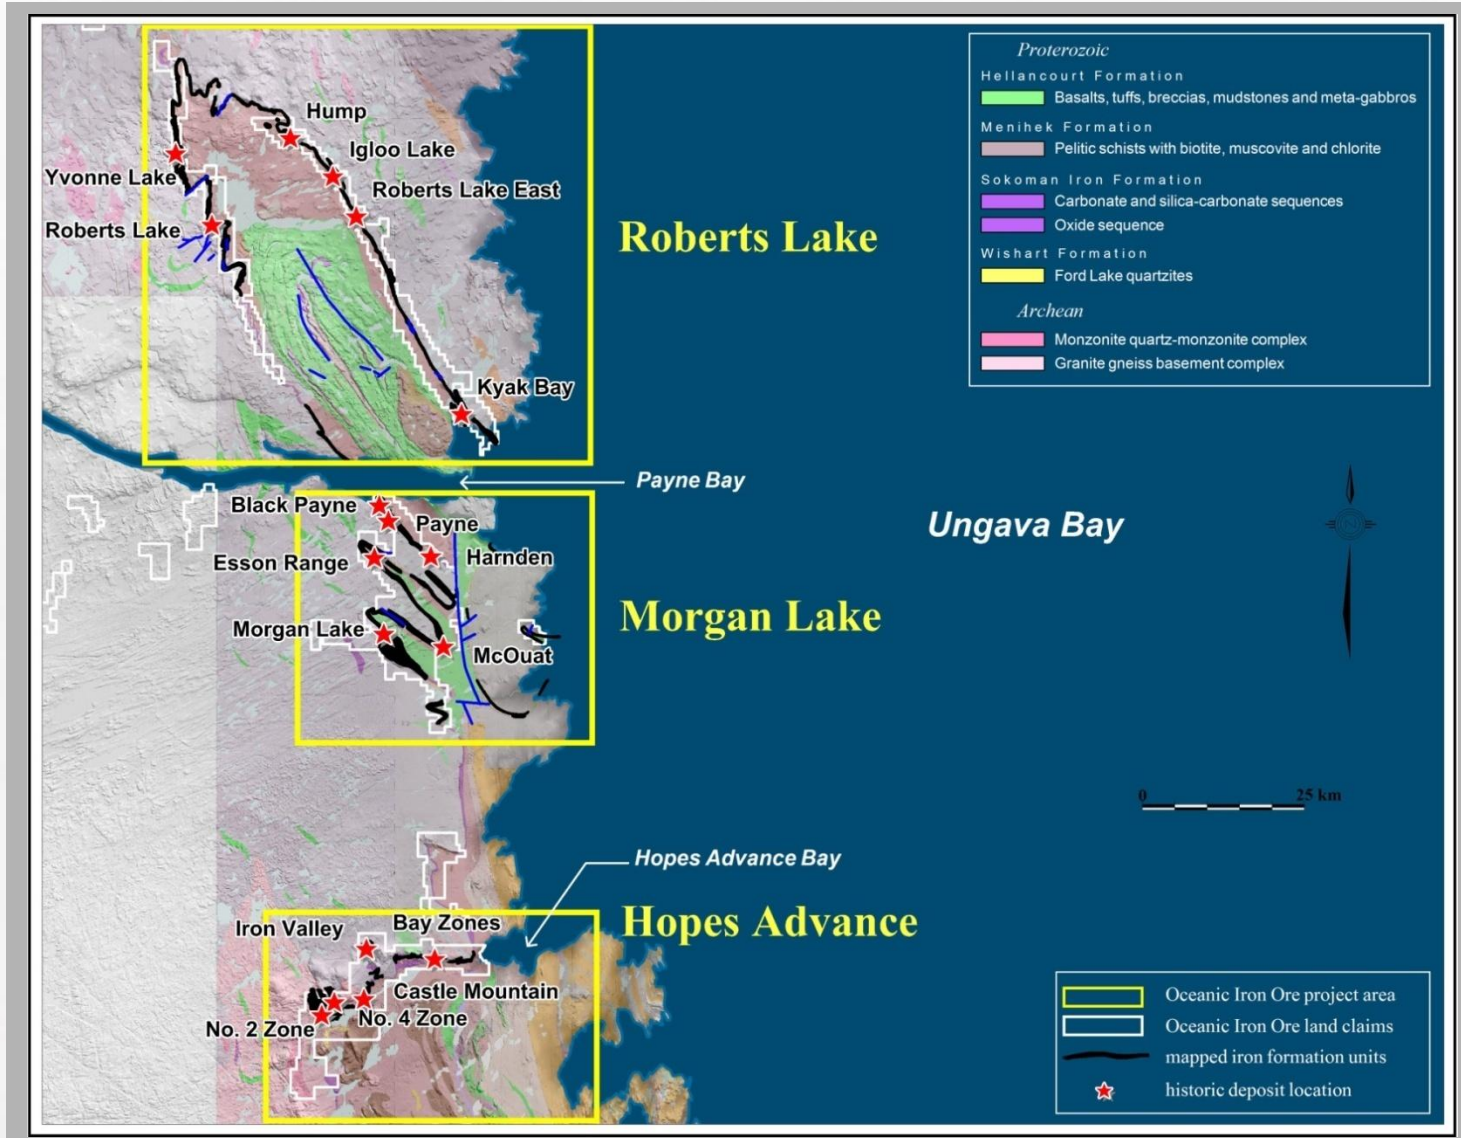 Proterozoic
Hellancourt Formation
Basalts, tuffs, breccias, mudstones and meta-gabbros
Menihek Formation
Pelitic schists with biotite, muscovite and chlorite
Sokoman Iron Formation
Carbonate and silica-carbonate sequences
Oxide sequence
Wishart Formation
Ford Lake quartzites
Archean
Monzonite quartz-monzonite complex
Granite gneiss basement complex
Hump
Igloo Lake
Yvonne Lake
Roberts Lake East
Roberts Lake
Roberts Lake
Kyak Bay
Payne Bay
Black Payne
Payne
Ungava Bay
Esson Range
Harnden
Morgan Lake
Morgan Lake
McOuat
0 25 km
Hopes Advance Bay
Hopes Advance
Iron Valley
Bay Zones
Castle Mountain
No. 2 Zone
No. 4 Zone
Oceanic Iron Ore project area
Oceanic Iron Ore land claims
mapped iron formation units
historic deposit location